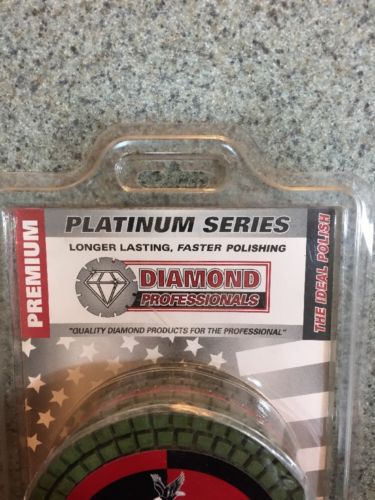 PREMIUM
PLATINUM SERIES
LONGER LASTING, FASTER POLISHING
DIAMOND
PROFESSIONALS
"QUALITY DIAMOND PRODUCTS FOR THE PROFESSIONAL"
THE IDEAL POLISH